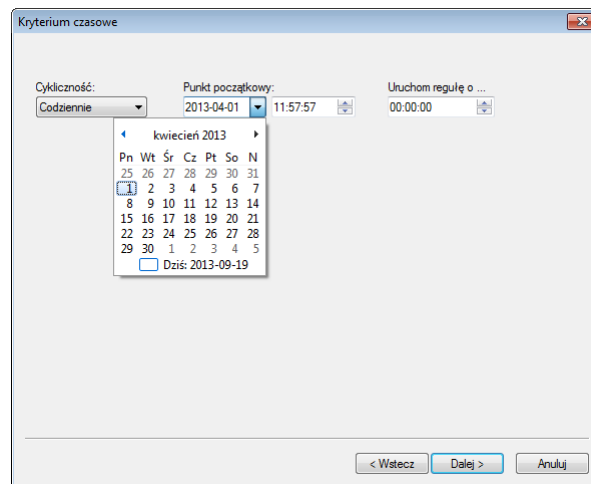 Kryterium czasowe
Cykliczność: Punkt początkowy: Uruchom regułę o ...
Codziennie 2013-04-01 11:57:57 00:00:00
kwiecień 2013
Pn Wt Śr Cz Pt So N
25 26 27 28 29 30 31
1 2 3 4 5 6 7
8 9 10 11 12 13 14
15 16 17 18 19 20 21
22 23 24 25 26 27 28
29 30 1 2 3 4 5
Dziś: 2013-09-19
< Wstecz Dalej > Anuluj